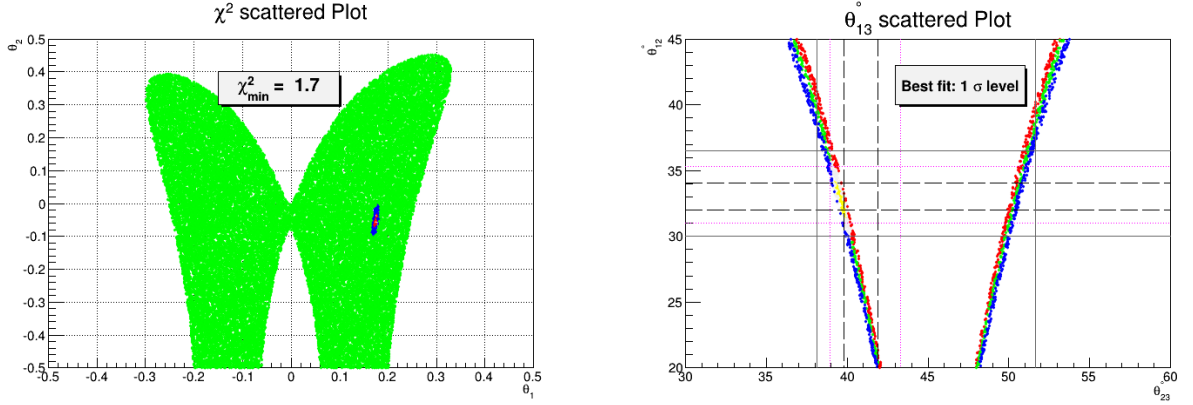 χ² scattered Plot
θ₂
0.5
0.4
0.3
0.2
0.1
0
-0.1
-0.2
-0.3
-0.4
-0.5
χ²min = 1.7
-0.5 -0.4 -0.3 -0.2 -0.1 0 0.1 0.2 0.3 0.4 0.5
θ₁
θ°₁₃ scattered Plot
θ°₁₂
45
40
35
30
25
20
Best fit: 1 σ level
30 35 40 45 50 55 60
θ°₂₃